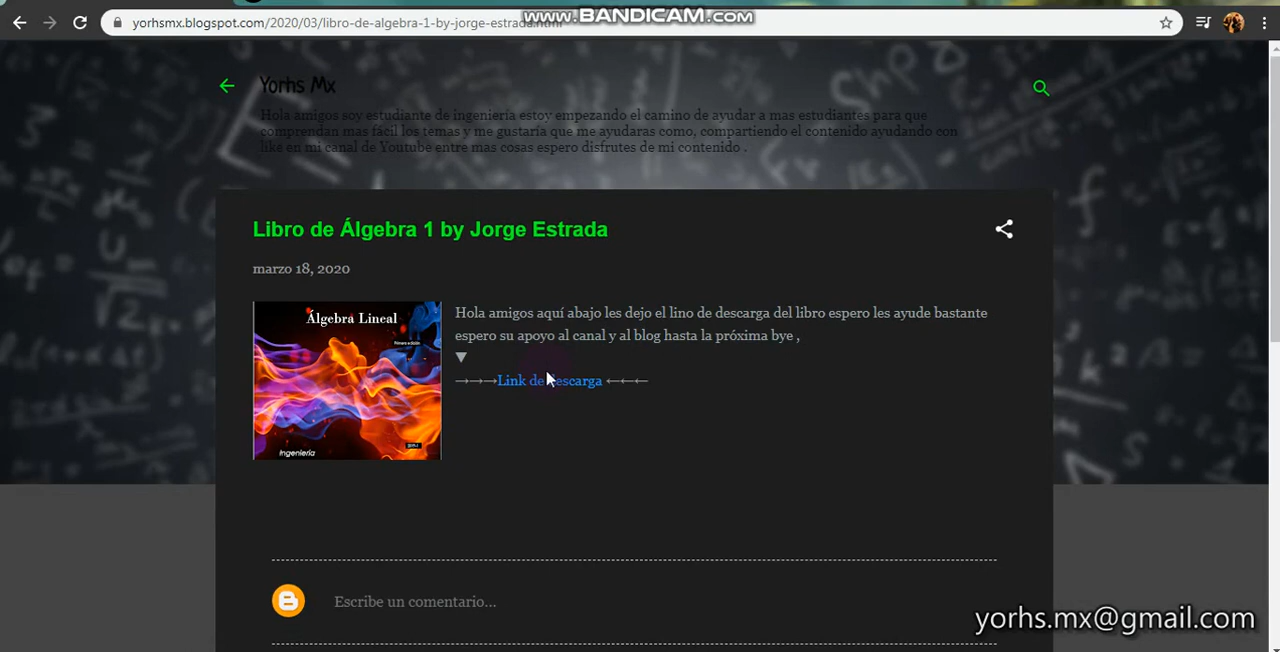 www.BANDICAM.com
yorhsmx.blogspot.com/2020/03/libro-de-algebra-1-by-jorge-estrada.html
Yorhs Mx
Hola amigos soy estudiante de ingeniería estoy empezando el camino de ayudar a mas estudiantes para que
comprendan mas fácil los temas y me gustaría que me ayudaras como, compartiendo el contenido ayudando con
like en mi canal de Youtube entre mas cosas espero disfrutes de mi contenido .
Libro de Álgebra 1 by Jorge Estrada
marzo 18, 2020
Álgebra Lineal
Ingeniería
Hola amigos aquí abajo les dejo el lino de descarga del libro espero les ayude bastante
espero su apoyo al canal y al blog hasta la próxima bye ,
▼
→→→Link de descarga ←←←
Escribe un comentario...
yorhs.mx@gmail.com